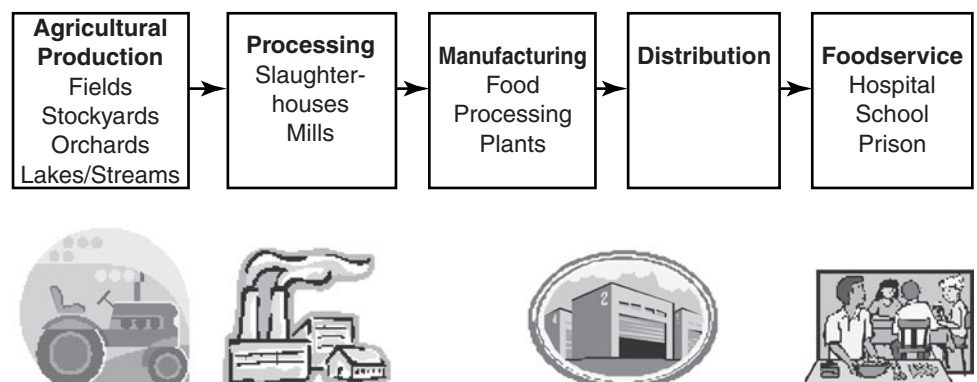 Agricultural
Production
Fields
Stockyards
Orchards
Lakes/Streams
Processing
Slaughter-
houses
Mills
Manufacturing
Food
Processing
Plants
Distribution
Foodservice
Hospital
School
Prison
2